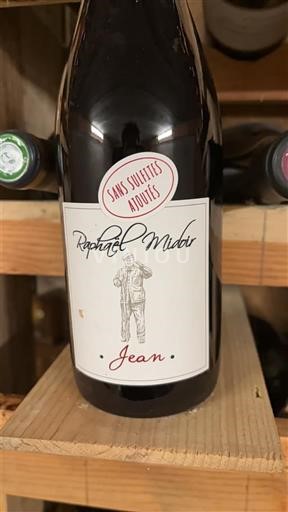 SANS SULFITES
AJOUTÉS
Raphaël Midoir
• Jean •